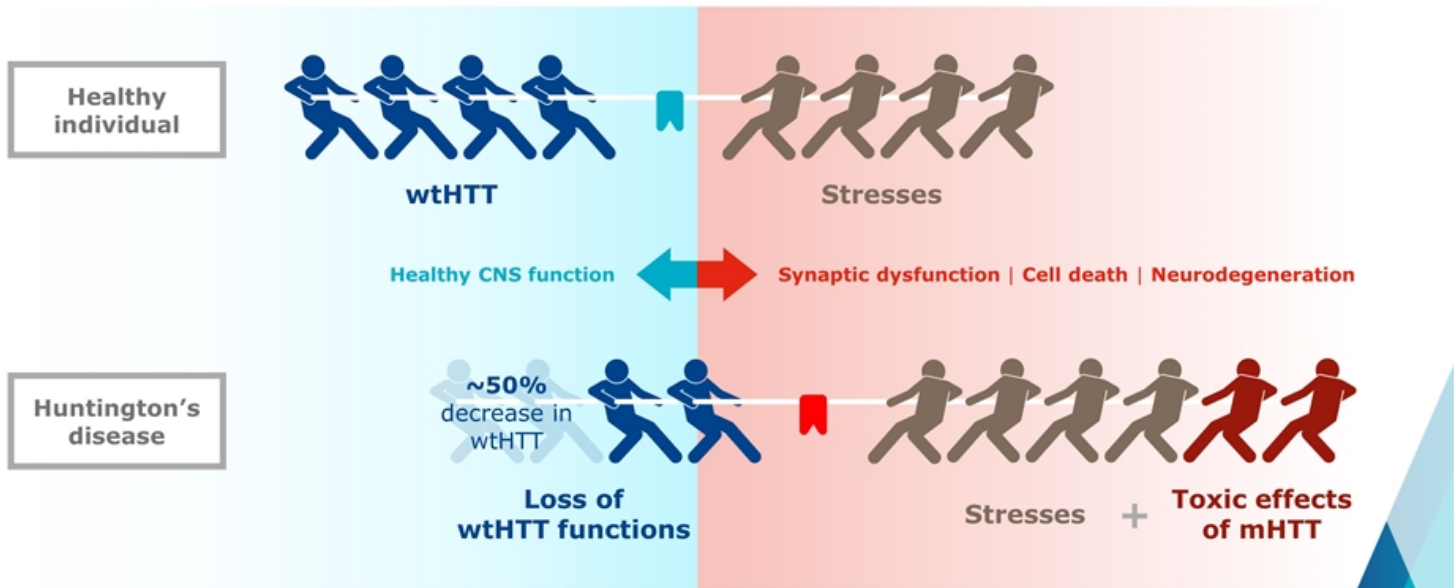 Healthy
individual
wtHTT
Stresses
Healthy CNS function
Synaptic dysfunction | Cell death | Neurodegeneration
Huntington’s
disease
~50%
decrease in
wtHTT
Loss of
wtHTT functions
Stresses
+
Toxic effects
of mHTT